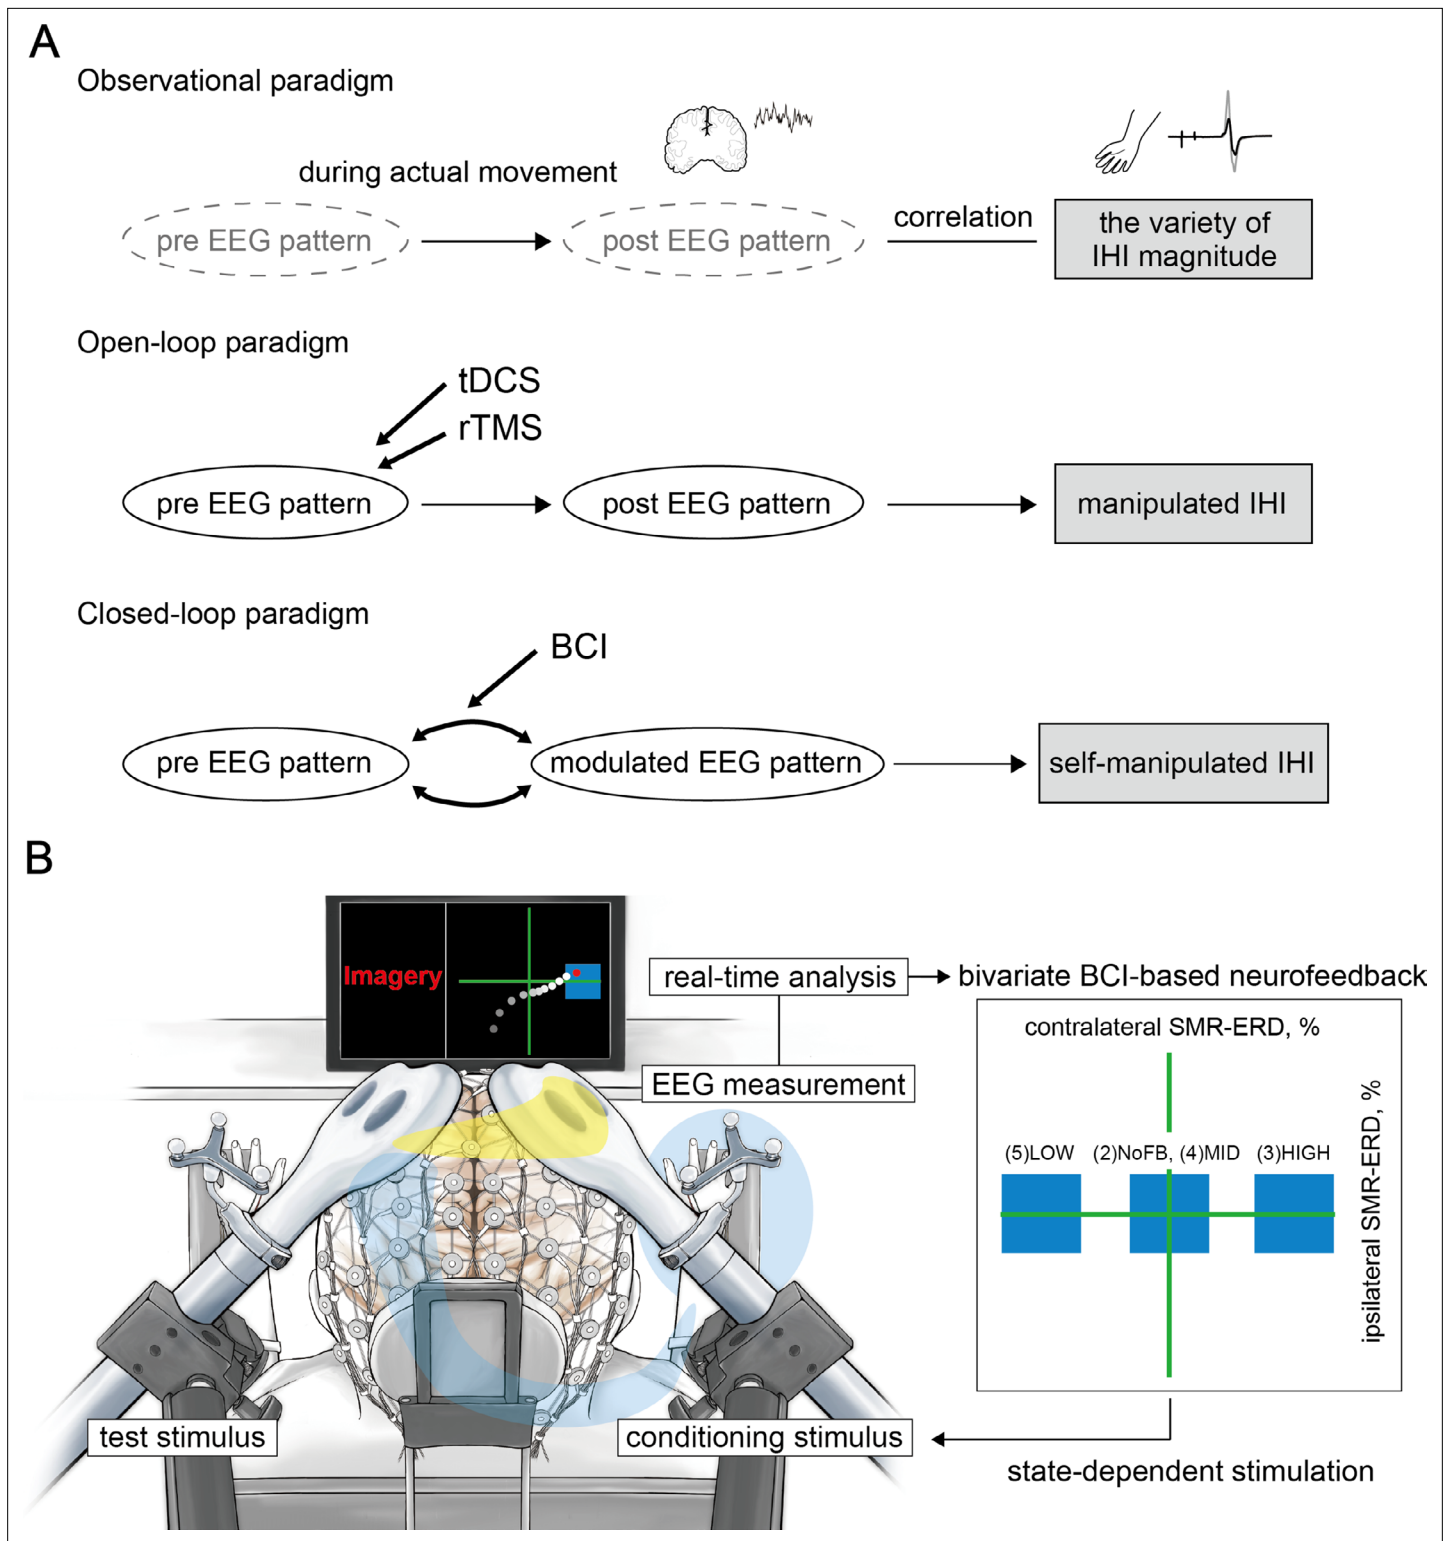 A
Observational paradigm
during actual movement
pre EEG pattern
post EEG pattern
correlation
the variety of
IHI magnitude
Open-loop paradigm
tDCS
rTMS
pre EEG pattern
post EEG pattern
manipulated IHI
Closed-loop paradigm
BCI
pre EEG pattern
modulated EEG pattern
self-manipulated IHI
B
Imagery
real-time analysis
bivariate BCI-based neurofeedback
EEG measurement
contralateral SMR-ERD, %
ipsilateral SMR-ERD, %
(5)LOW
(2)NoFB, (4)MID
(3)HIGH
test stimulus
conditioning stimulus
state-dependent stimulation